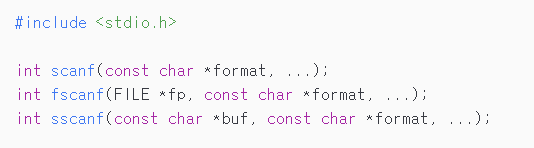 #include <stdio.h>
int scanf(const char *format, ...);
int fscanf(FILE *fp, const char *format, ...);
int sscanf(const char *buf, const char *format, ...);